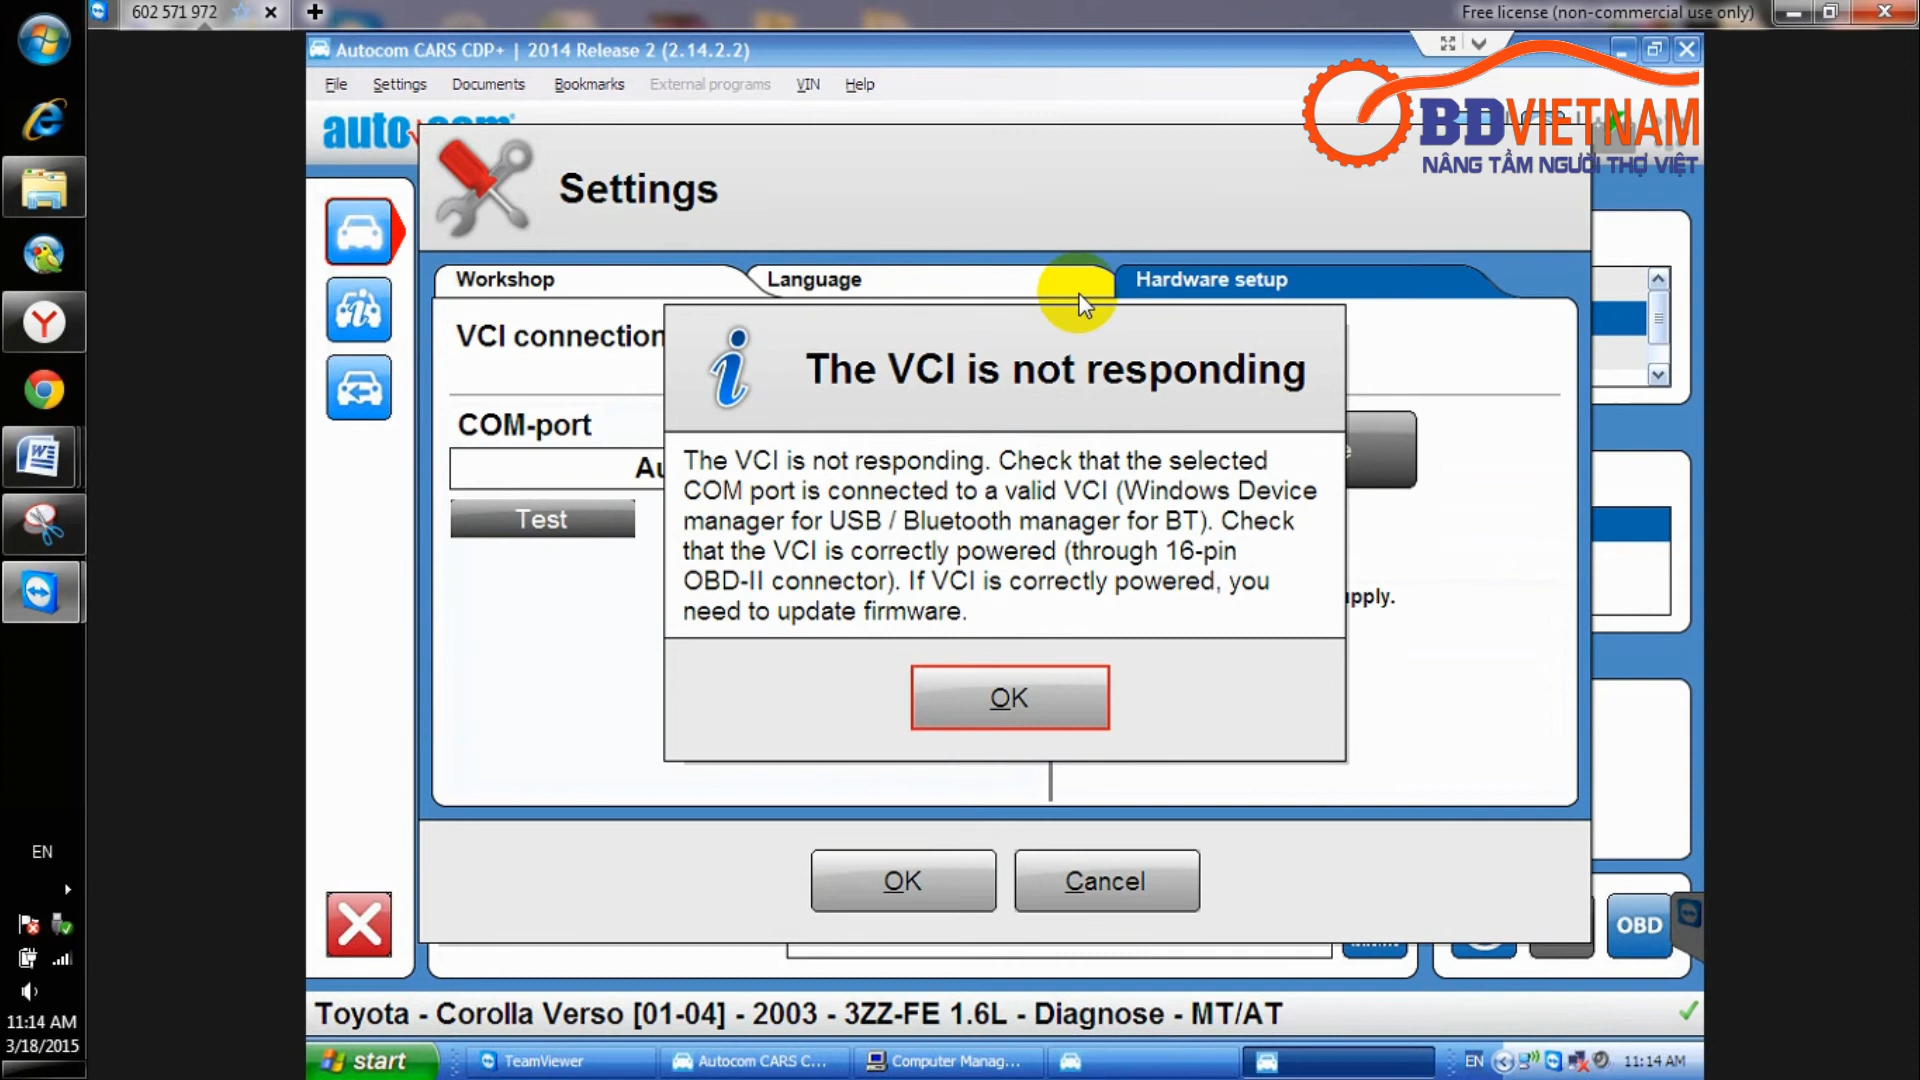 602 571 972
Free license (non-commercial use only)
Autocom CARS CDP+ | 2014 Release 2 (2.14.2.2)
File Settings Documents Bookmarks External programs VIN Help
BDVIETNAM
NÂNG TẦM NGƯỜI THỢ VIỆT
Settings
Workshop Language Hardware setup
VCI connection
The VCI is not responding
COM-port
Test
The VCI is not responding. Check that the selected
COM port is connected to a valid VCI (Windows Device
manager for USB / Bluetooth manager for BT). Check
that the VCI is correctly powered (through 16-pin
OBD-II connector). If VCI is correctly powered, you
need to update firmware.
OK
OK Cancel
OBD
Toyota - Corolla Verso [01-04] - 2003 - 3ZZ-FE 1.6L - Diagnose - MT/AT
start TeamViewer Autocom CARS C... Computer Manag... EN 11:14 AM
EN
11:14 AM
3/18/2015